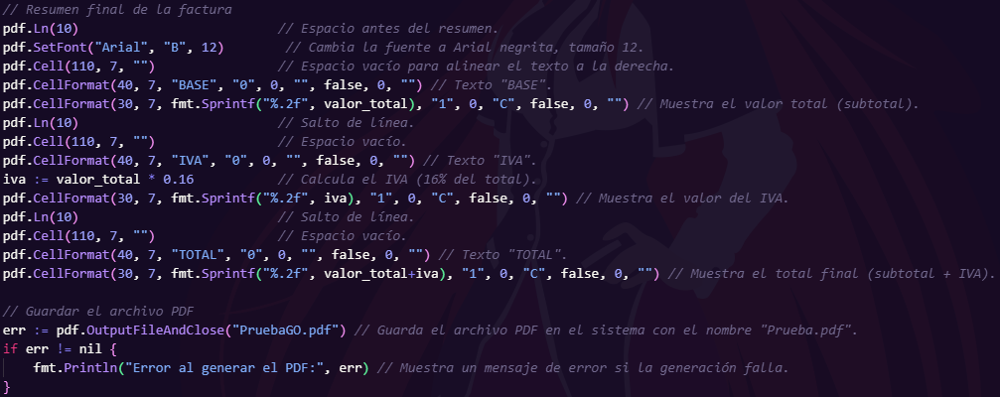 // Resumen final de la factura
pdf.Ln(10)                          // Espacio antes del resumen.
pdf.SetFont("Arial", "B", 12)        // Cambia la fuente a Arial negrita, tamaño 12.
pdf.Cell(110, 7, "")                // Espacio vacío para alinear el texto a la derecha.
pdf.CellFormat(40, 7, "BASE", "0", 0, "", false, 0, "") // Texto "BASE".
pdf.CellFormat(30, 7, fmt.Sprintf("%.2f", valor_total), "1", 0, "C", false, 0, "") // Muestra el valor total (subtotal).
pdf.Ln(10)                          // Salto de línea.
pdf.Cell(110, 7, "")                // Espacio vacío.
pdf.CellFormat(40, 7, "IVA", "0", 0, "", false, 0, "") // Texto "IVA".
iva := valor_total * 0.16           // Calcula el IVA (16% del total).
pdf.CellFormat(30, 7, fmt.Sprintf("%.2f", iva), "1", 0, "C", false, 0, "") // Muestra el valor del IVA.
pdf.Ln(10)                          // Salto de línea.
pdf.Cell(110, 7, "")                // Espacio vacío.
pdf.CellFormat(40, 7, "TOTAL", "0", 0, "", false, 0, "") // Texto "TOTAL".
pdf.CellFormat(30, 7, fmt.Sprintf("%.2f", valor_total+iva), "1", 0, "C", false, 0, "") // Muestra el total final (subtotal + IVA).

// Guardar el archivo PDF
err := pdf.OutputFileAndClose("PruebaGO.pdf") // Guarda el archivo PDF en el sistema con el nombre "Prueba.pdf".
if err != nil {
    fmt.Println("Error al generar el PDF:", err) // Muestra un mensaje de error si la generación falla.
}